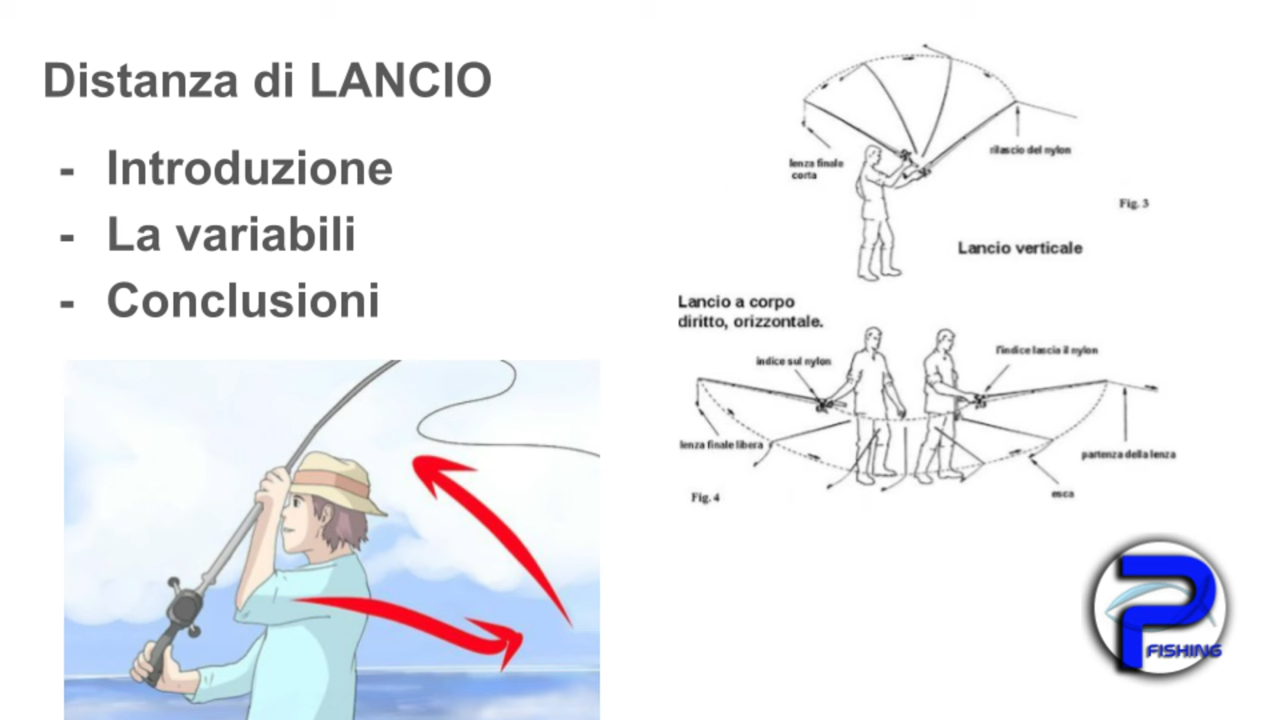 Distanza di LANCIO
- Introduzione
- La variabili
- Conclusioni
lenza finale
corta
rilascio del nylon
Fig. 3
Lancio verticale
Lancio a corpo
diritto, orizzontale.
indice sul nylon
l'indice lascia il nylon
lenza finale libera
partenza della lenza
esca
Fig. 4
P
FISHING